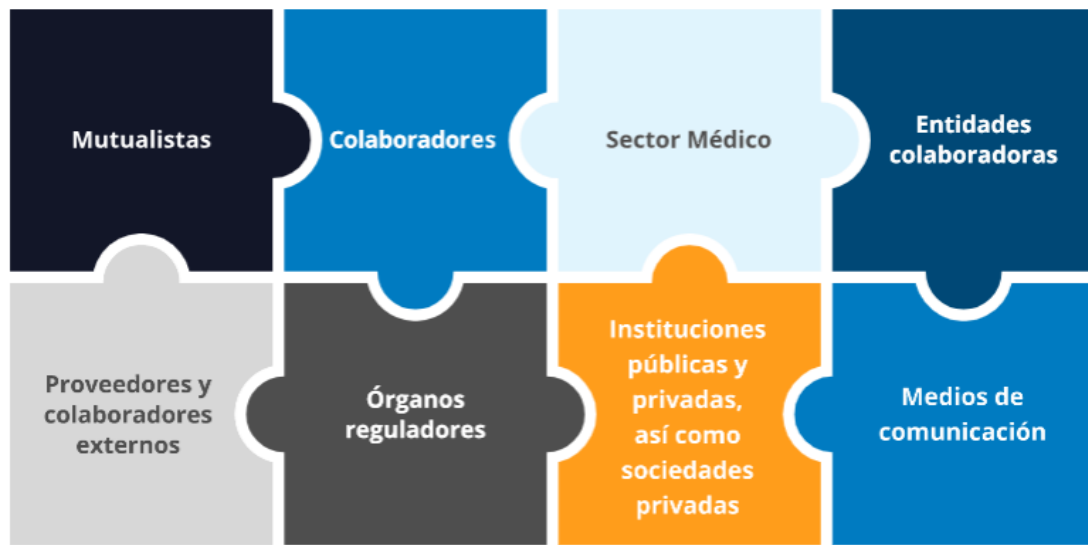 Mutualistas
Colaboradores
Sector Médico
Entidades
colaboradoras
Proveedores y
colaboradores
externos
Órganos
reguladores
Instituciones
públicas y
privadas,
así como
sociedades
privadas
Medios de
comunicación